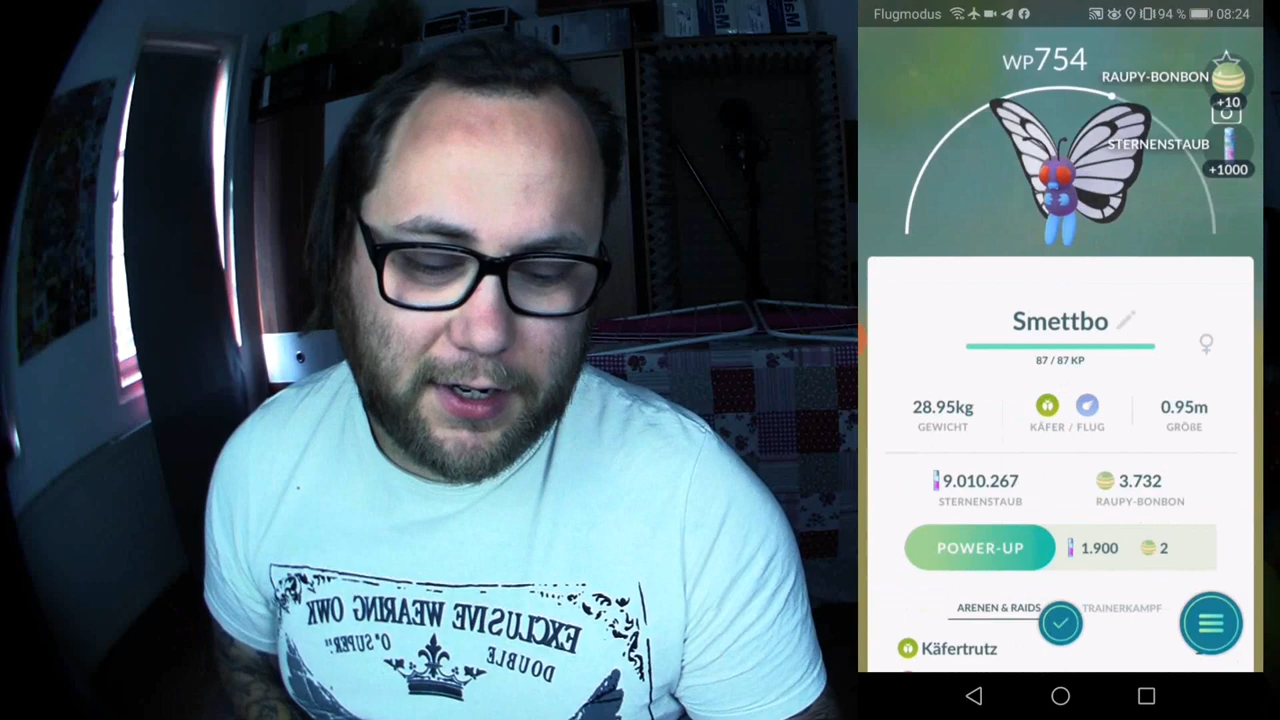 Flugmodus
94 % 08:24
WP754
RAUPY-BONBON
+10
STERNENSTAUB
+1000
Smettbo
87 / 87 KP
28.95kg
GEWICHT
KÄFER / FLUG
0.95m
GRÖßE
9.010.267
STERNENSTAUB
3.732
RAUPY-BONBON
POWER-UP
1.900
2
ARENEN & RAIDS
TRAINERKAMPF
Käfertrutz
EXCLUSIVE WEARING OWK
O° SUPER"
DOUBLE